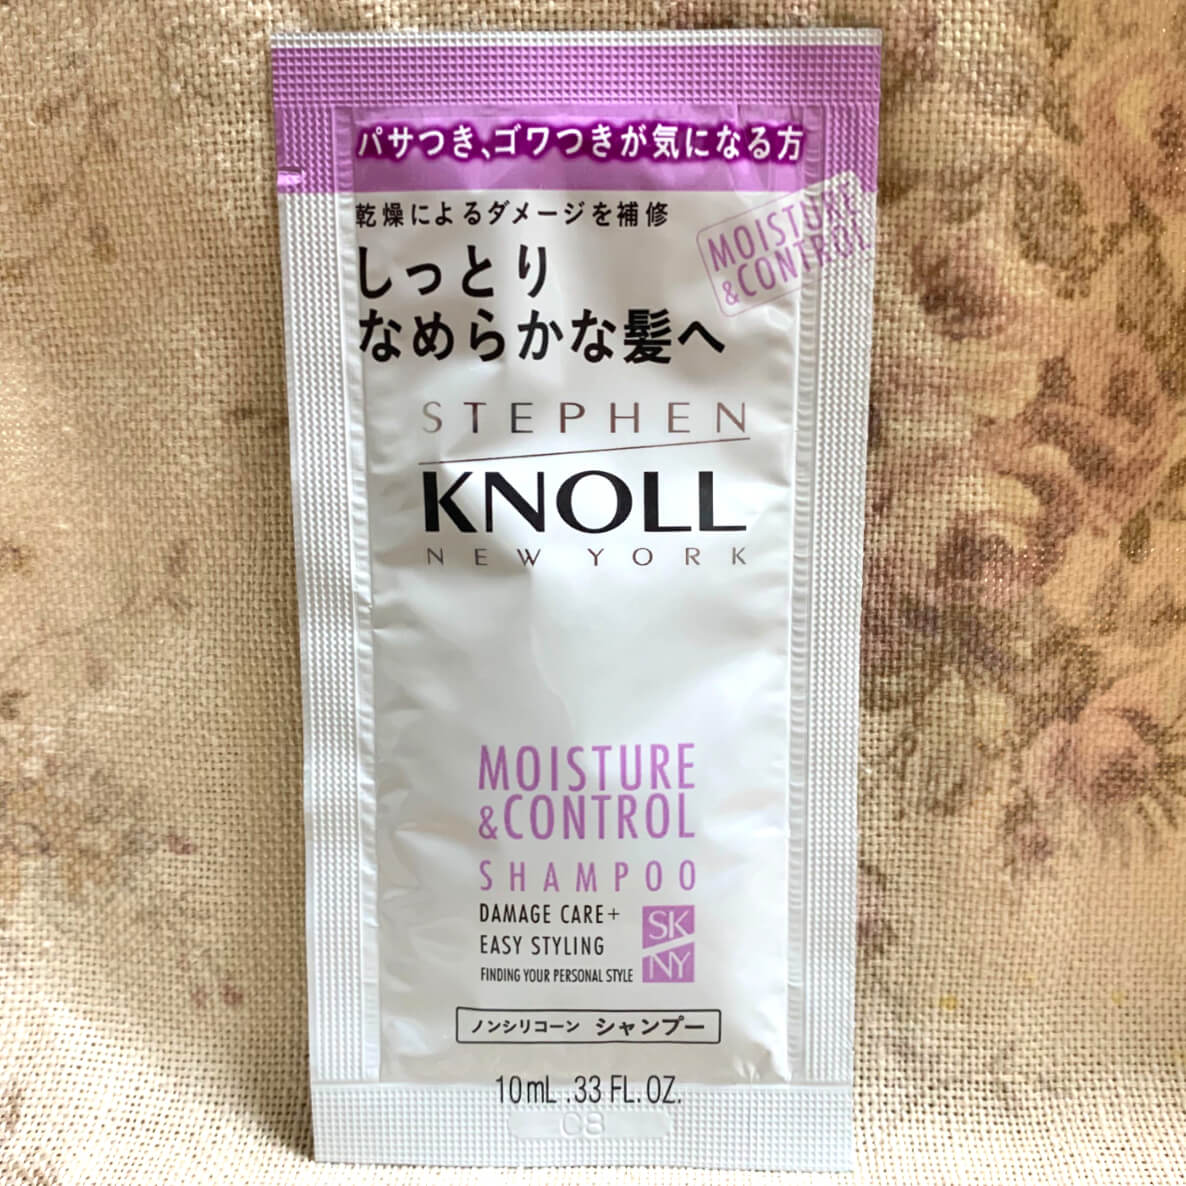 パサつき、ゴワつきが気になる方
乾燥によるダメージを補修
しっとり
なめらかな髪へ
MOISTURE
&CONTROL
STEPHEN
KNOLL
NEW YORK
MOISTURE
&CONTROL
SHAMPOO
DAMAGE CARE+
EASY STYLING
FINDING YOUR PERSONAL STYLE
SK
NY
ノンシリコーン シャンプー
10mL .33 FL.OZ.
C8